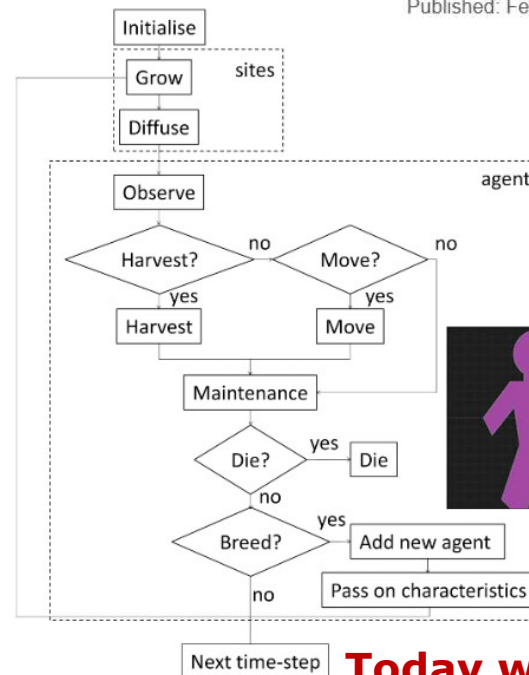 Published: Fe
Initialise
Grow
sites
Diffuse
agent
Observe
Harvest?
no
Move?
no
yes
yes
Harvest
Move
Maintenance
Die?
yes
Die
no
Breed?
yes
Add new agent
Pass on characteristics
no
Next time-step
Today w